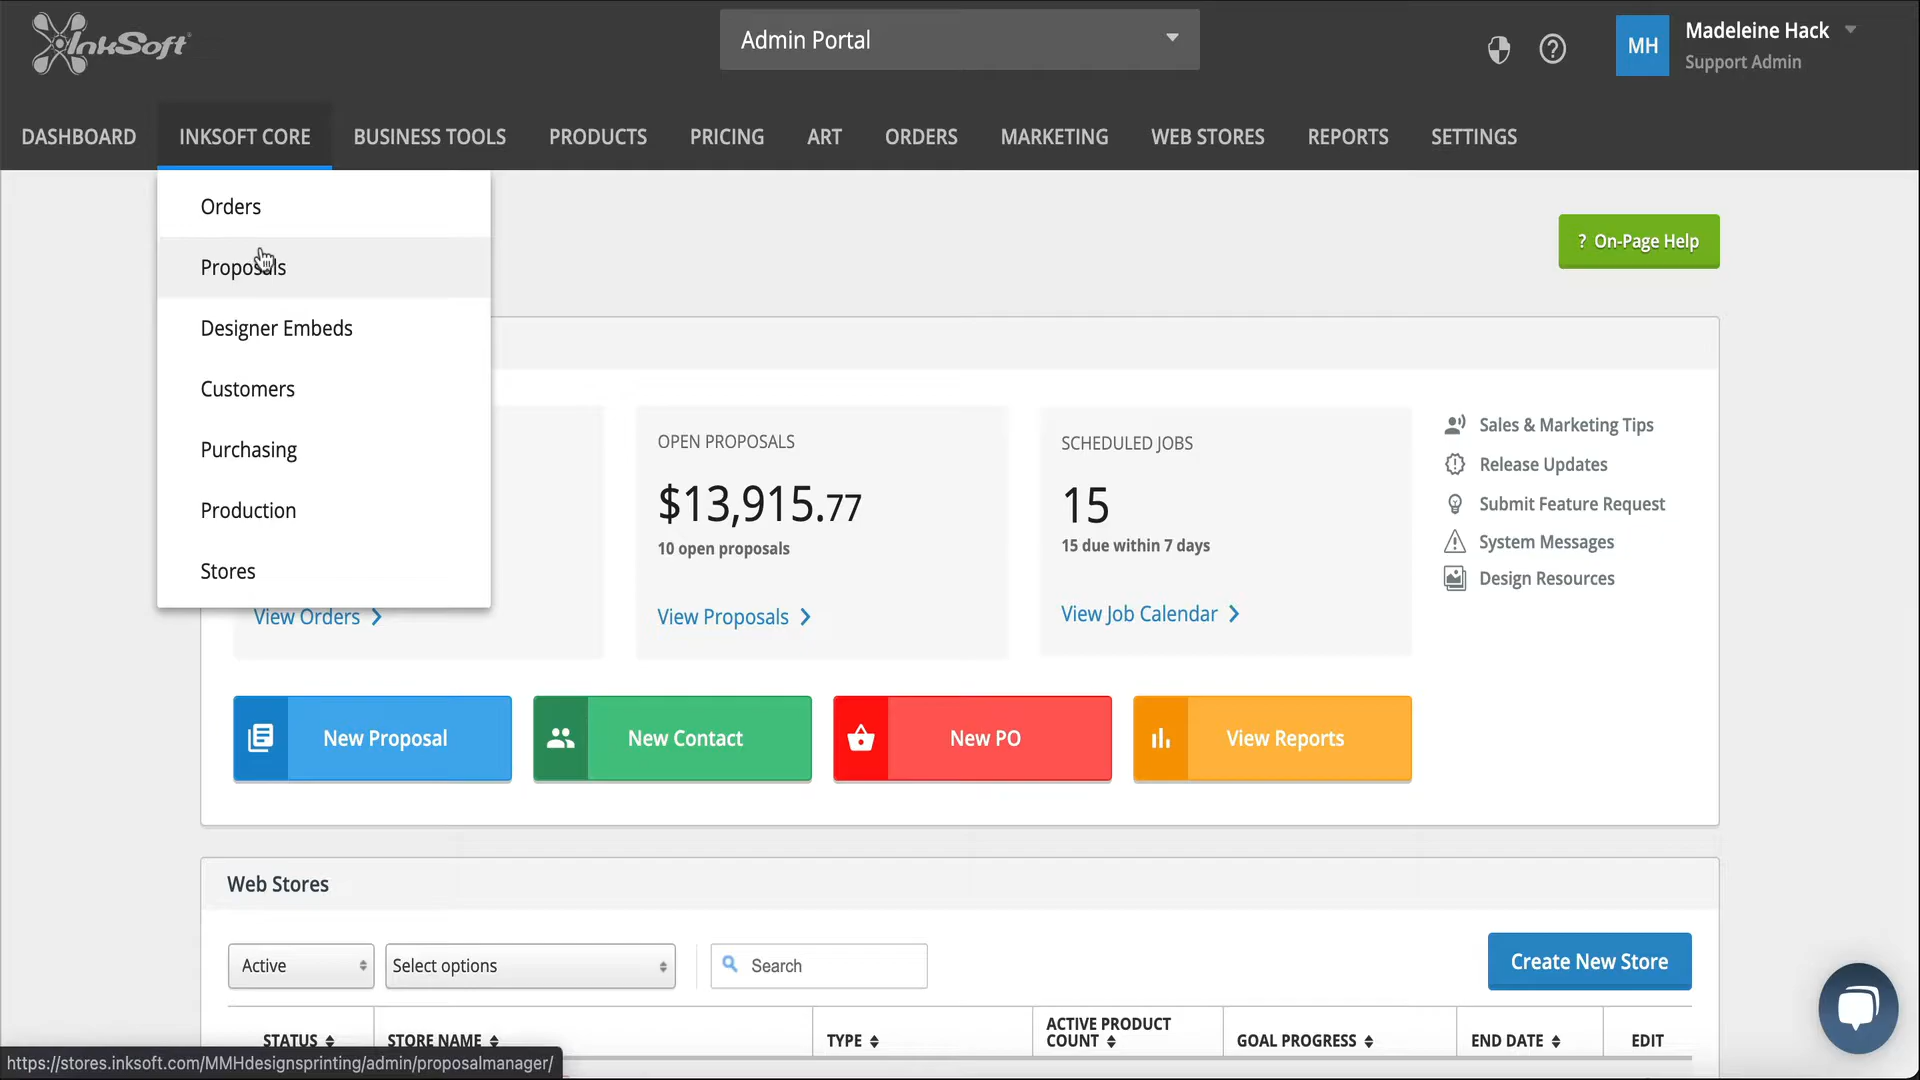 InkSoft
Admin Portal
MH
Madeleine Hack
Support Admin
DASHBOARD
INKSOFT CORE
BUSINESS TOOLS
PRODUCTS
PRICING
ART
ORDERS
MARKETING
WEB STORES
REPORTS
SETTINGS
Orders
Proposals
Designer Embeds
Customers
Purchasing
Production
Stores
? On-Page Help
View Orders
OPEN PROPOSALS
$13,915.77
10 open proposals
View Proposals
SCHEDULED JOBS
15
15 due within 7 days
View Job Calendar
Sales & Marketing Tips
Release Updates
Submit Feature Request
System Messages
Design Resources
New Proposal
New Contact
New PO
View Reports
Web Stores
Active
Select options
Search
Create New Store
STATUS
STORE NAME
TYPE
ACTIVE PRODUCT
COUNT
GOAL PROGRESS
END DATE
EDIT
https://stores.inksoft.com/MMHdesignsprinting/admin/proposalmanager/